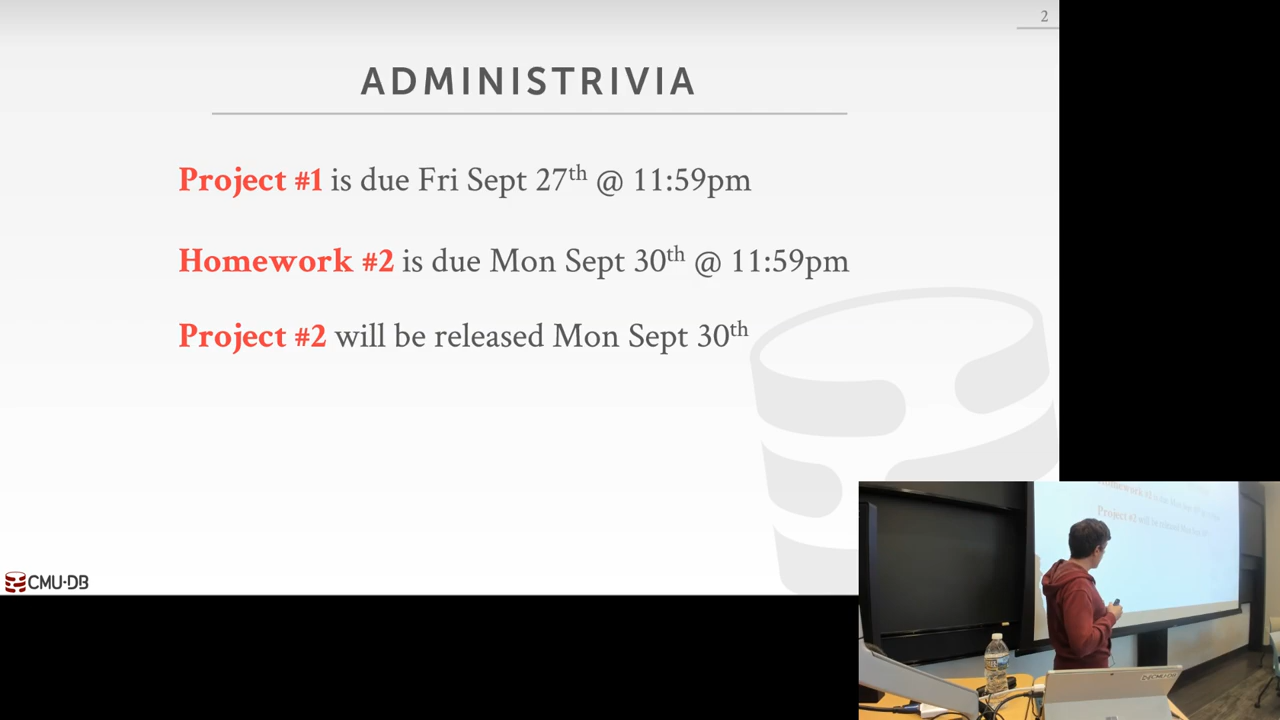 2
ADMINISTRIVIA
Project #1 is due Fri Sept 27th @ 11:59pm
Homework #2 is due Mon Sept 30th @ 11:59pm
Project #2 will be released Mon Sept 30th
CMU·DB